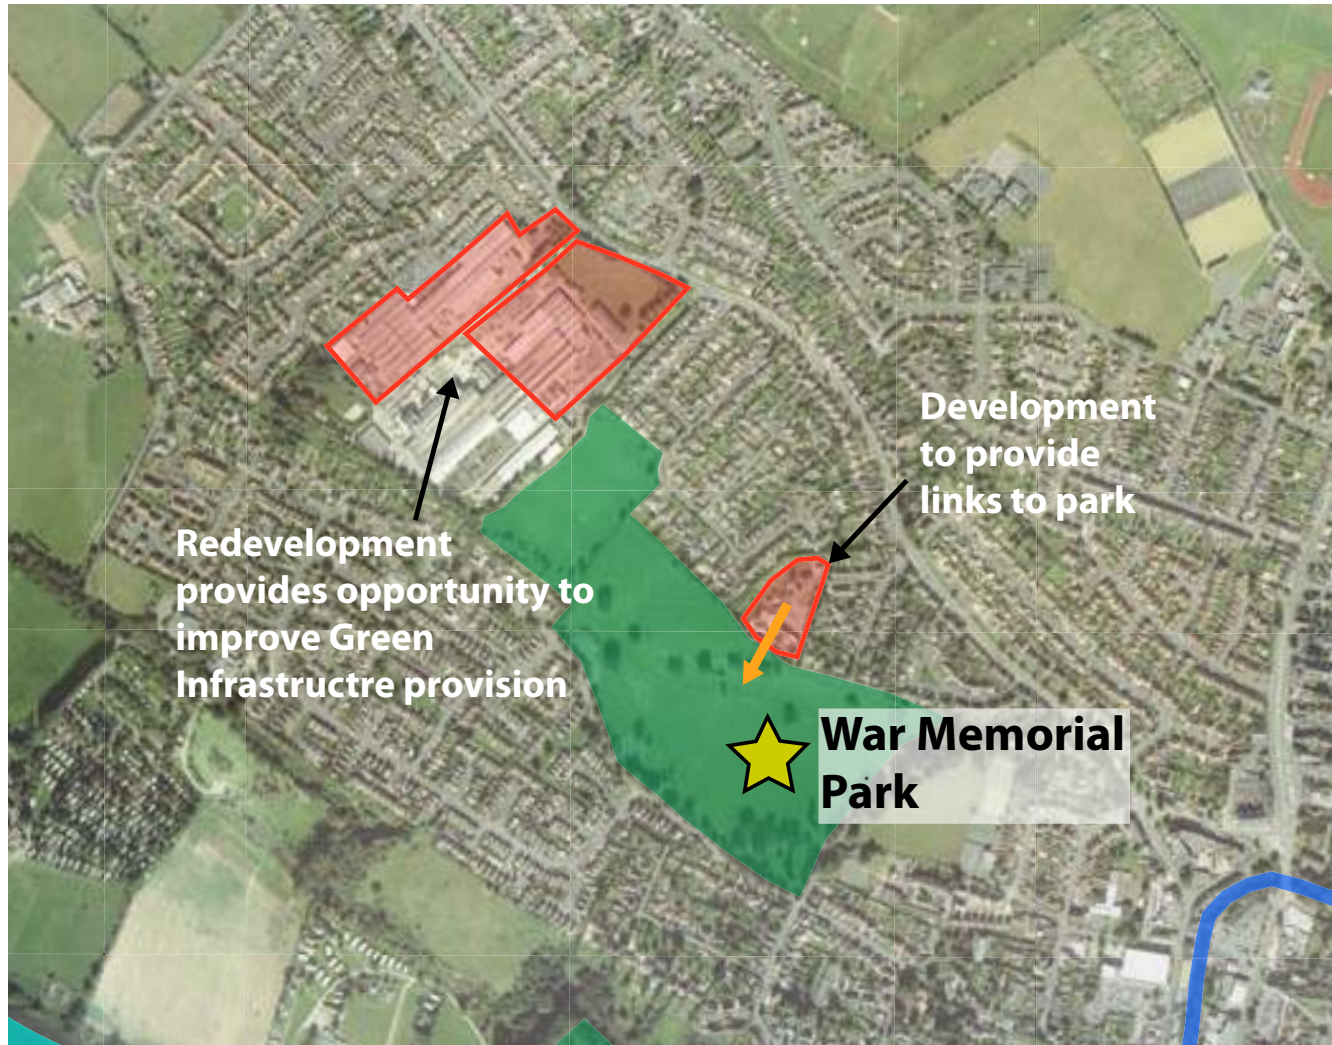 Development
to provide
links to park
Redevelopment
provides opportunity to
improve Green
Infrastructre provision
War Memorial
Park